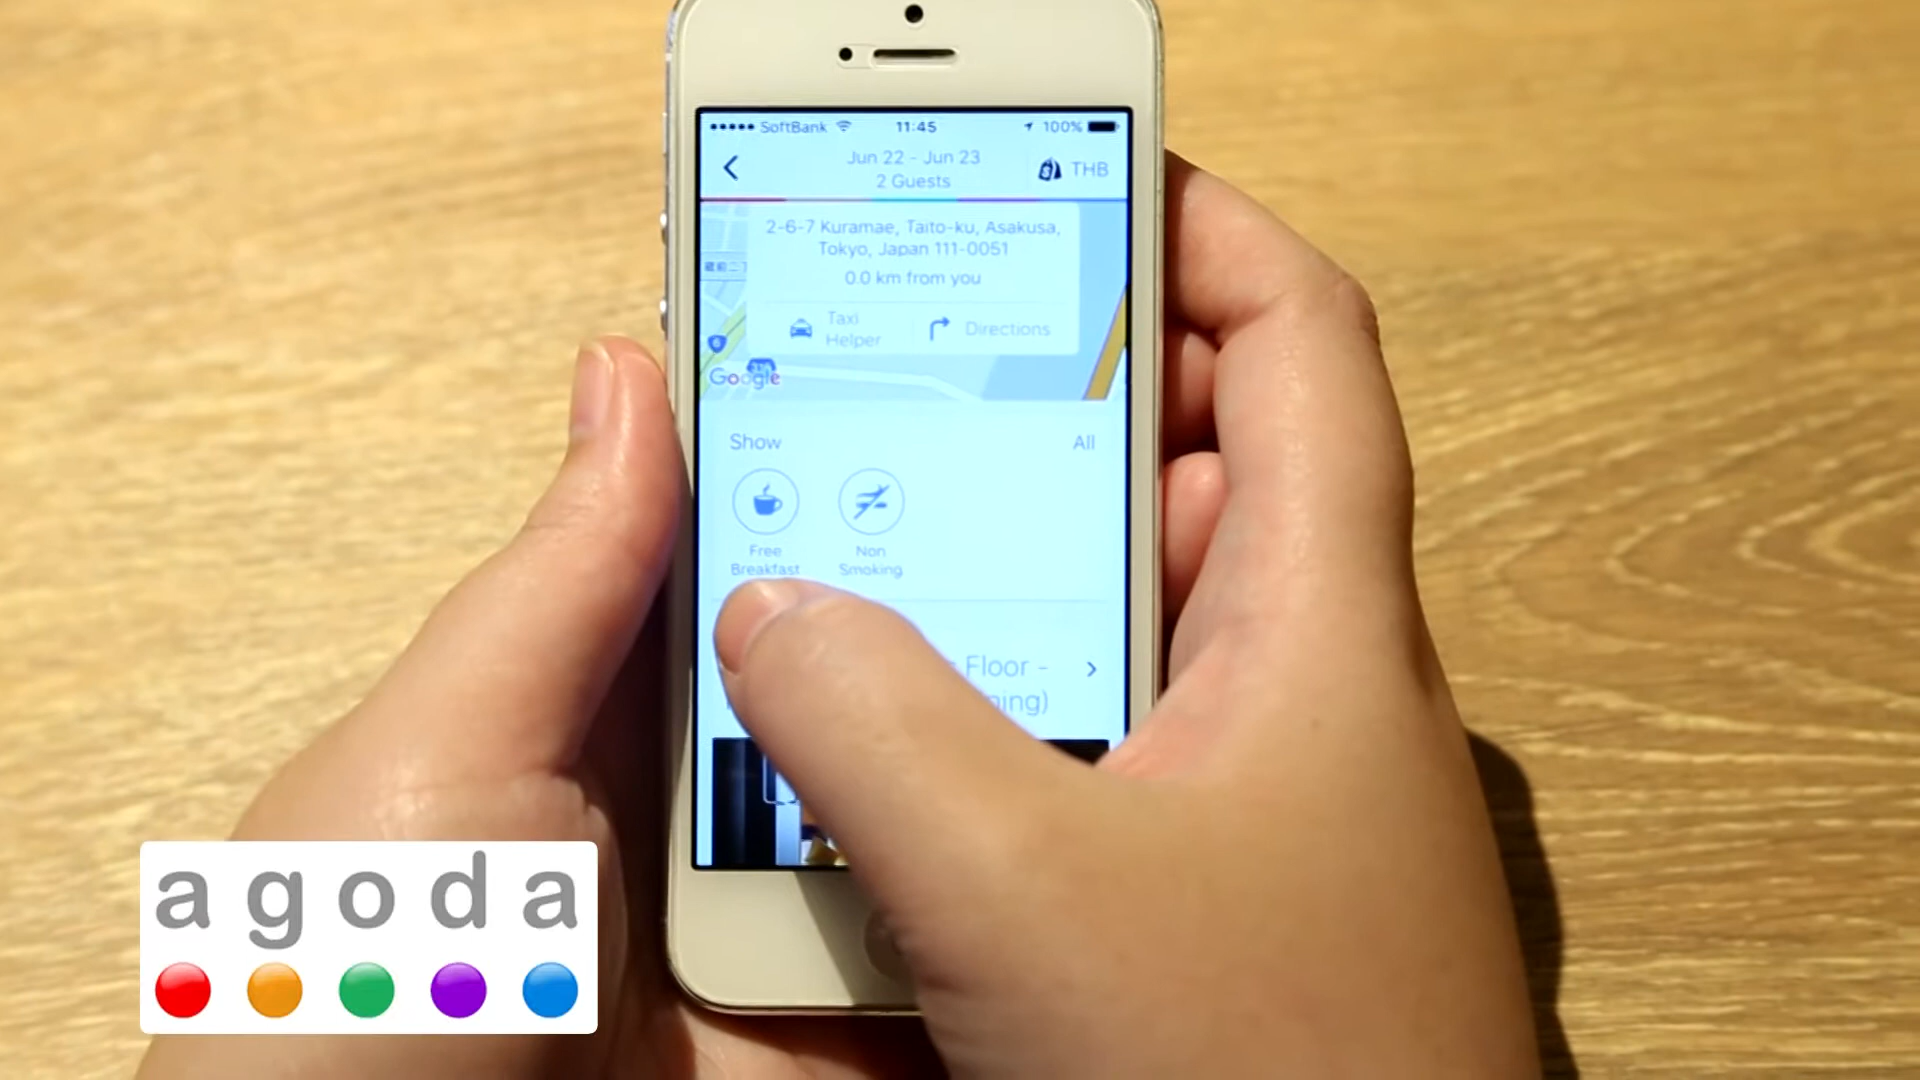 SoftBank 11:45 100%
Jun 22 - Jun 23
2 Guests
THB
2-6-7 Kuramae, Taito-ku, Asakusa,
Tokyo, Japan 111-0051
0.0 km from you
Taxi
Helper
Directions
Google
Show
All
Free
Breakfast
Non
Smoking
Floor -
agoda